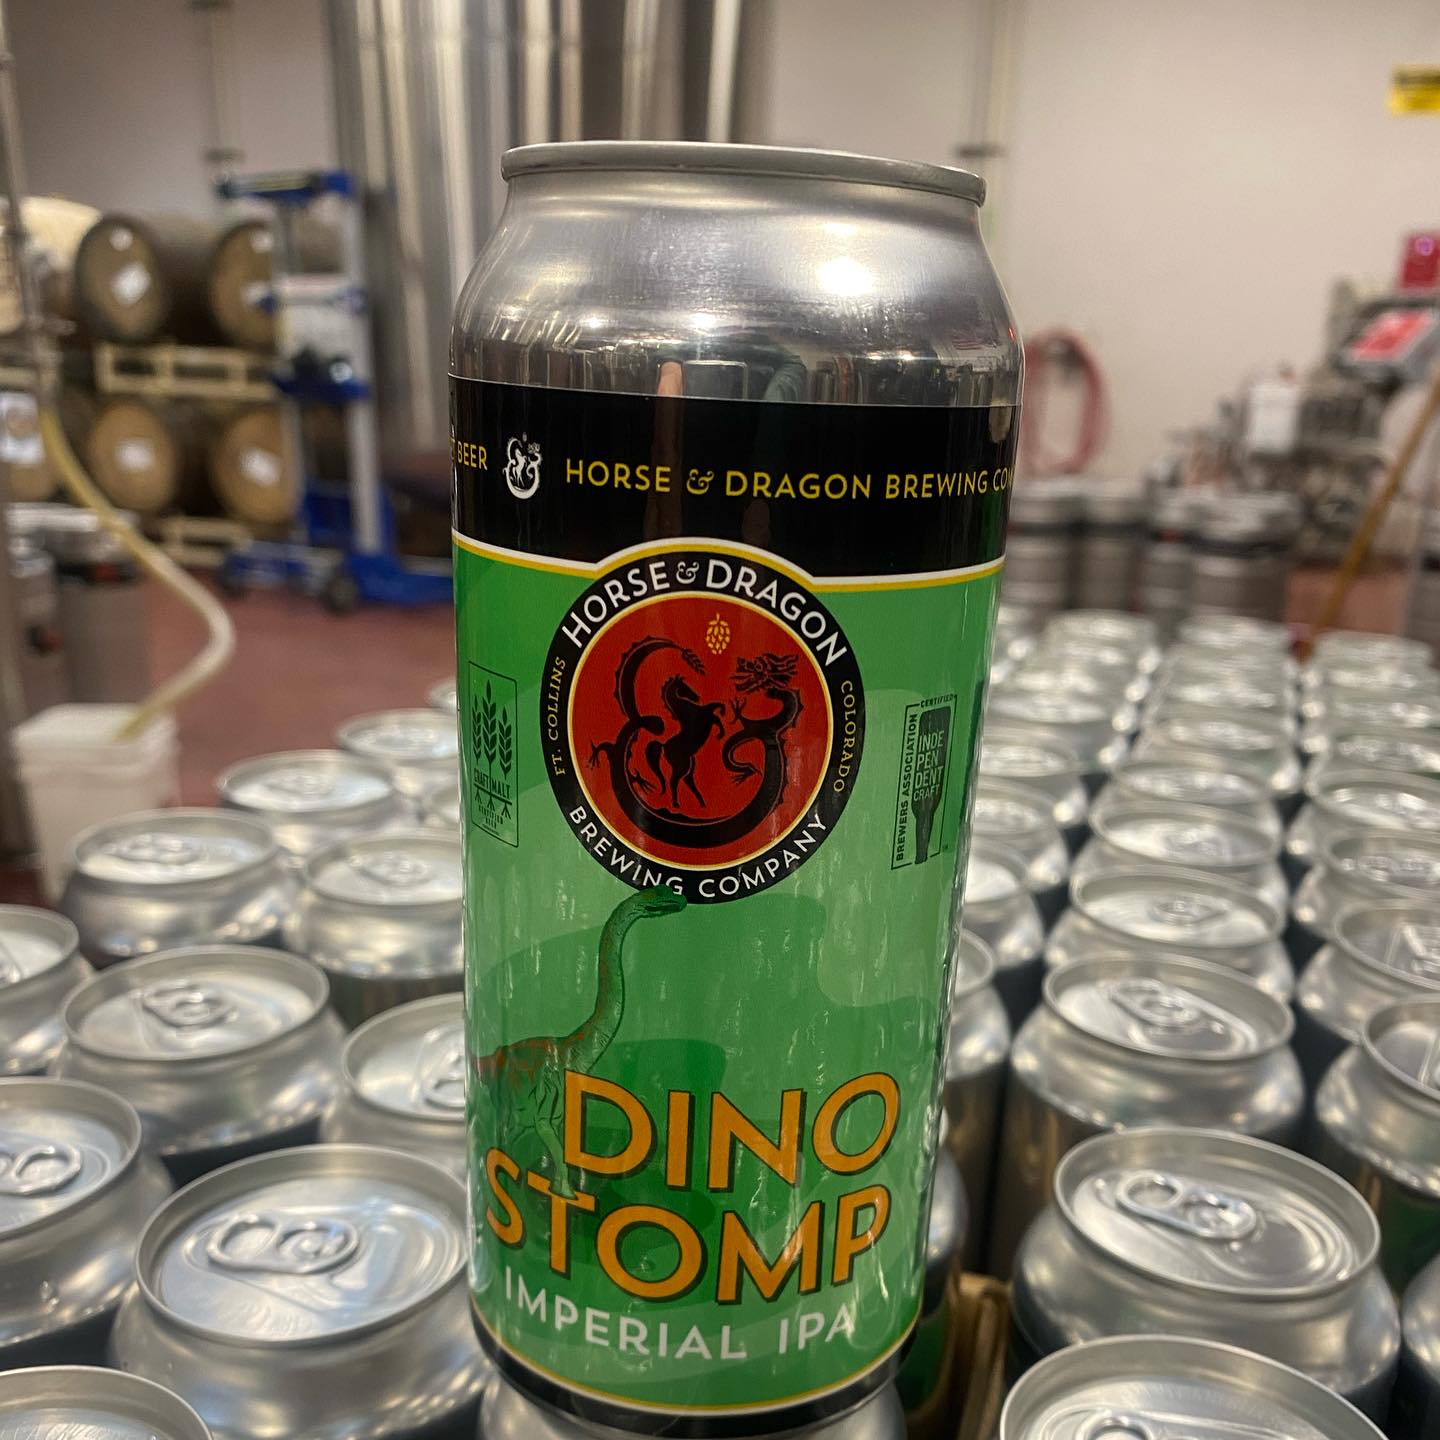 BEER
HORSE & DRAGON BREWING
HORSE & DRAGON
FT. COLLINS
COLORADO
BREWING COMPANY
CRAFT MALT
CERTIFIED
BREWERS ASSOCIATION
CERTIFIED
INDE
PEN
DENT
CRAFT
DINO
STOMP
IMPERIAL IPA